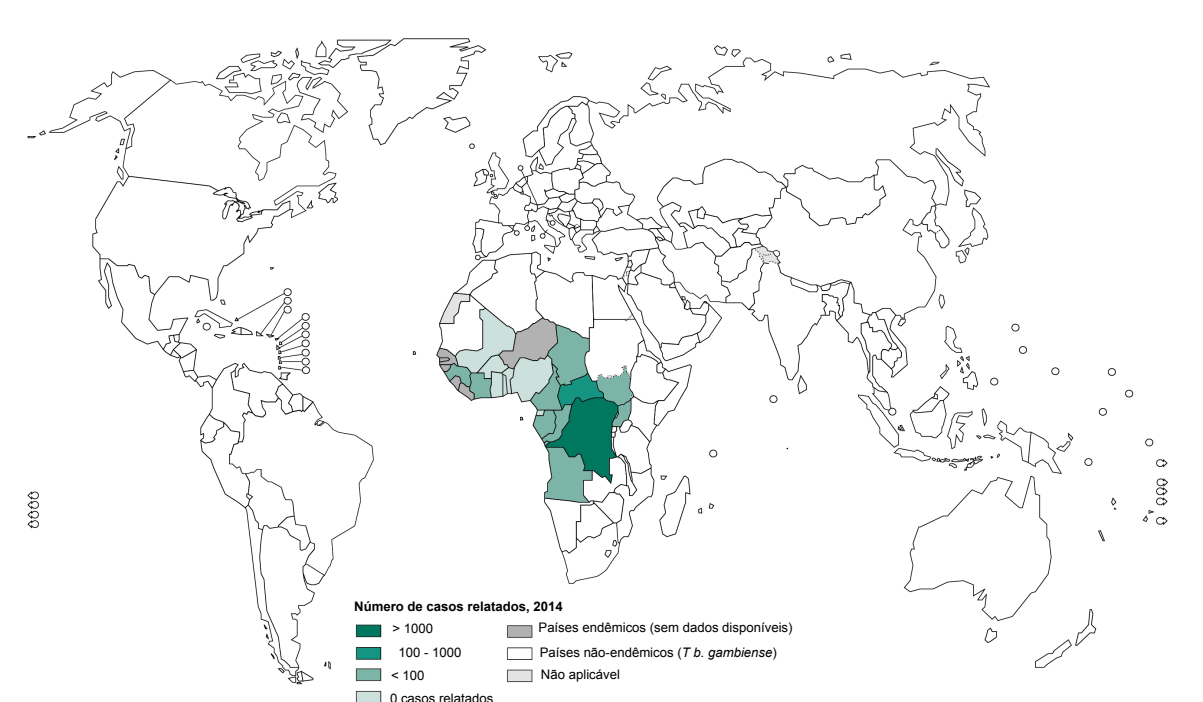 Número de casos relatados, 2014
> 1000
100 - 1000
< 100
0 casos relatados
Países endêmicos (sem dados disponíveis)
Países não-endêmicos (T b. gambiense)
Não aplicável